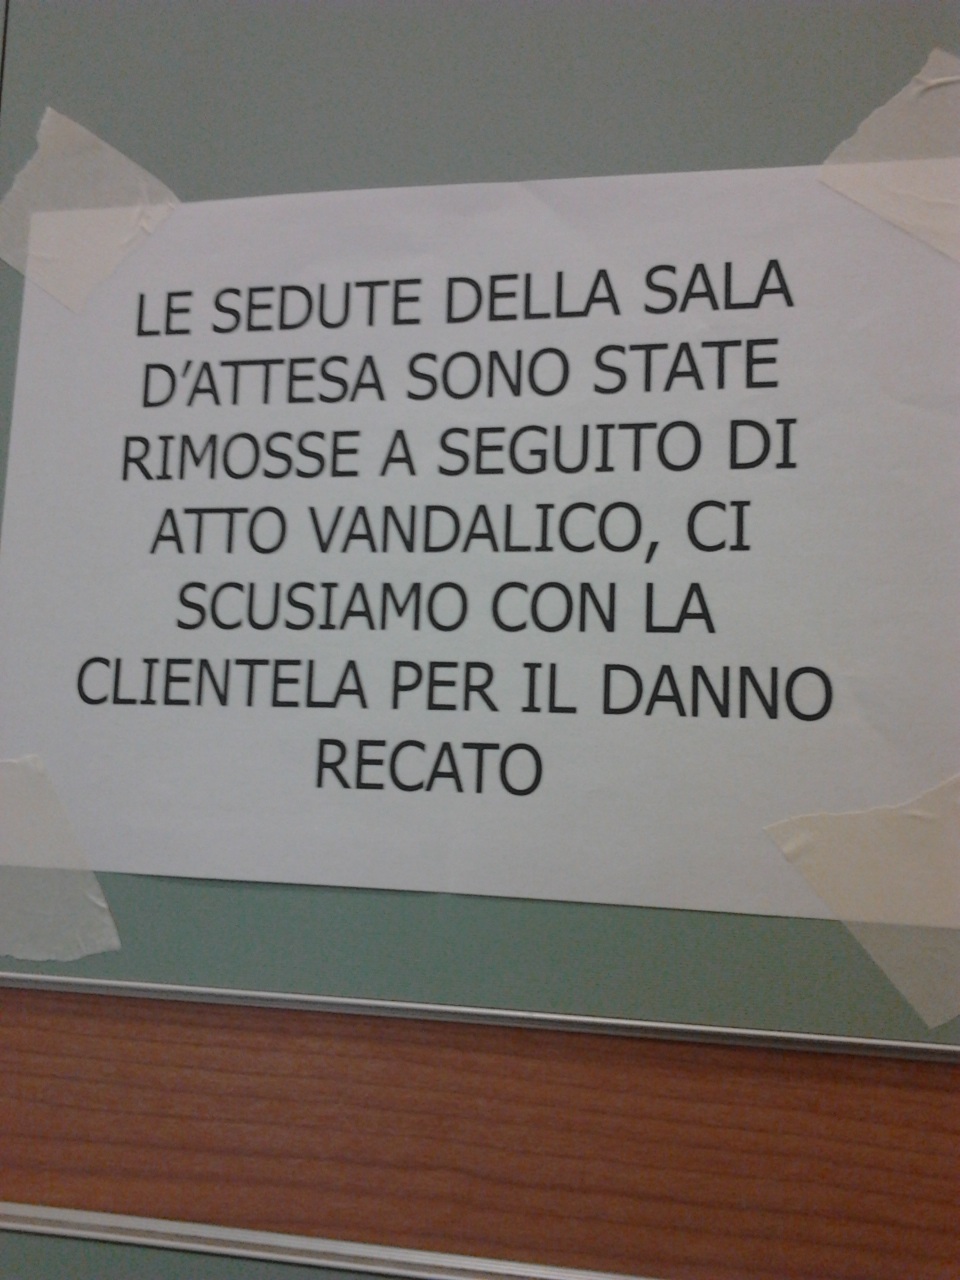 LE SEDUTE DELLA SALA
D'ATTESA SONO STATE
RIMOSSE A SEGUITO DI
ATTO VANDALICO, CI
SCUSIAMO CON LA
CLIENTELA PER IL DANNO
RECATO